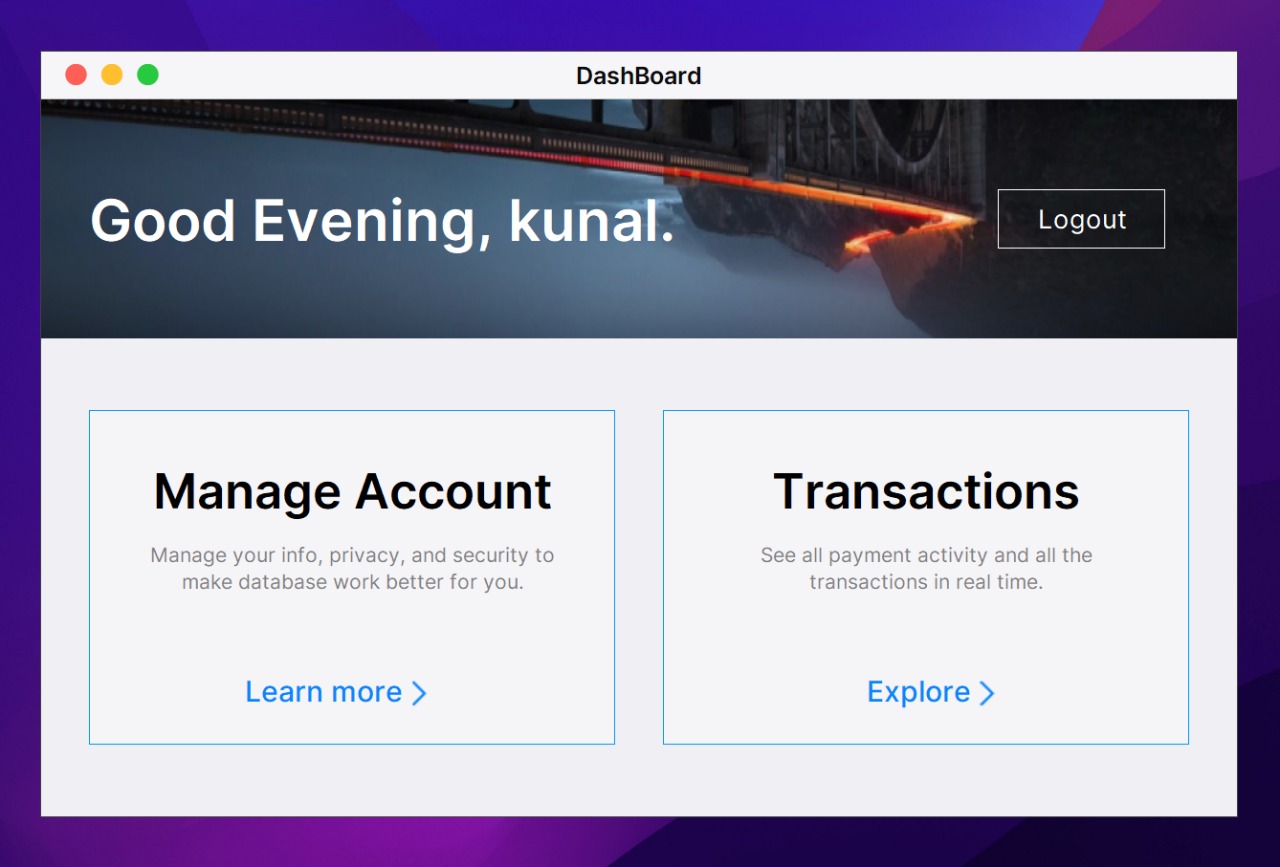 DashBoard
Good Evening, kunal.
Logout
Manage Account
Manage your info, privacy, and security to
make database work better for you.
Learn more
Transactions
See all payment activity and all the
transactions in real time.
Explore